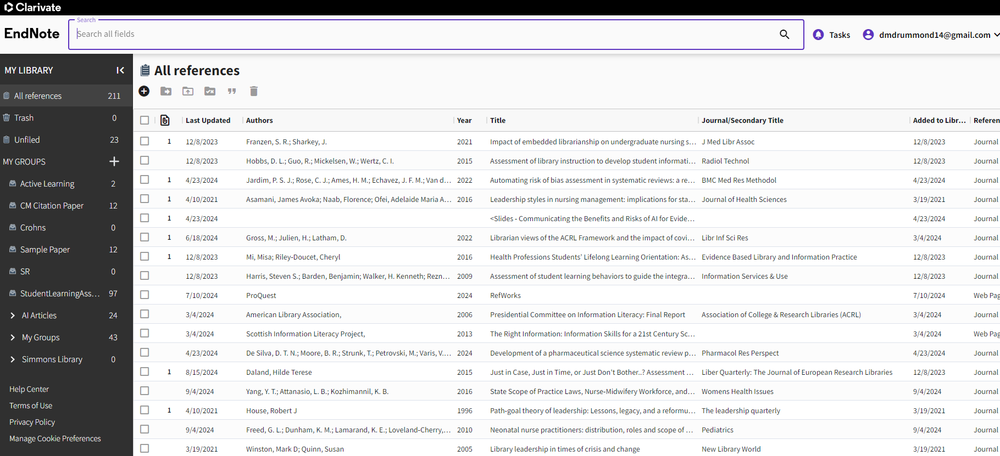 Clarivate
EndNote
Search
Search all fields
Tasks
dmdrummond14@gmail.com
MY LIBRARY
All references 211
Trash 0
Unfiled 23
MY GROUPS
Active Learning 2
CM Citation Paper 12
Crohns 0
Sample Paper 12
SR 0
StudentLearningAss... 97
AI Articles 24
My Groups 43
Simmons Library 0
Help Center
Terms of Use
Privacy Policy
Manage Cookie Preferences
All references
Last Updated Authors Year Title Journal/Secondary Title Added to Libr... Referen
1 12/8/2023 Franzen, S. R.; Sharkey, J. 2021 Impact of embedded librarianship on undergraduate nursing s... J Med Libr Assoc 12/8/2023 Journal
12/8/2023 Hobbs, D. L.; Guo, R.; Mickelsen, W.; Wertz, C. I. 2015 Assessment of library instruction to develop student informati... Radiol Technol 12/8/2023 Journal
1 4/23/2024 Jardim, P. S. J.; Rose, C. J.; Ames, H. M.; Echavez, J. F. M.; Van d... 2022 Automating risk of bias assessment in systematic reviews: a re... BMC Med Res Methodol 4/23/2024 Journal
1 4/10/2021 Asamani, James Avoka; Naab, Florence; Ofei, Adelaide Maria A... 2016 Leadership styles in nursing management: implications for sta... Journal of Health Sciences 3/19/2021 Journal
1 4/23/2024 <Slides - Communicating the Benefits and Risks of AI for Evide... 4/23/2024 Journal
1 6/18/2024 Gross, M.; Julien, H.; Latham, D. 2022 Librarian views of the ACRL Framework and the impact of covi... Libr Inf Sci Res 3/4/2024 Journal
1 12/8/2023 Mi, Misa; Riley-Doucet, Cheryl 2016 Health Professions Students’ Lifelong Learning Orientation: As... Evidence Based Library and Information Practice 12/8/2023 Journal
12/8/2023 Harris, Steven S.; Barden, Benjamin; Walker, H. Kenneth; Rezn... 2009 Assessment of student learning behaviors to guide the integra... Information Services & Use 12/8/2023 Journal
7/10/2024 ProQuest 2024 RefWorks 7/10/2024 Web Pag
3/4/2024 American Library Association, 2006 Presidential Committee on Information Literacy: Final Report Association of College & Research Libraries (ACRL) 3/4/2024 Journal
3/4/2024 Scottish Information Literacy Project, 2013 The Right Information: Information Skills for a 21st Century Sc... 3/4/2024 Web Pag
4/23/2024 De Silva, D. T. N.; Moore, B. R.; Strunk, T.; Petrovski, M.; Varis, V.... 2024 Development of a pharmaceutical science systematic review p... Pharmacol Res Perspect 4/23/2024 Journal
1 8/15/2024 Daland, Hilde Terese 2015 Just in Case, Just in Time, or Just Don't Bother..? Assessment ... Liber Quarterly: The Journal of European Research Libraries 12/8/2023 Journal
9/4/2024 Yang, Y. T.; Attanasio, L. B.; Kozhimannil, K. B. 2016 State Scope of Practice Laws, Nurse-Midwifery Workforce, and... Womens Health Issues 9/4/2024 Journal
1 4/10/2021 House, Robert J 1996 Path-goal theory of leadership: Lessons, legacy, and a reformu... The leadership quarterly 3/19/2021 Journal
9/4/2024 Freed, G. L.; Dunham, K. M.; Lamarand, K. E.; Loveland-Cherry,... 2010 Neonatal nurse practitioners: distribution, roles and scope of ... Pediatrics 9/4/2024 Journal
3/19/2021 Winston, Mark D; Quinn, Susan 2005 Library leadership in times of crisis and change New Library World 3/19/2021 Journal